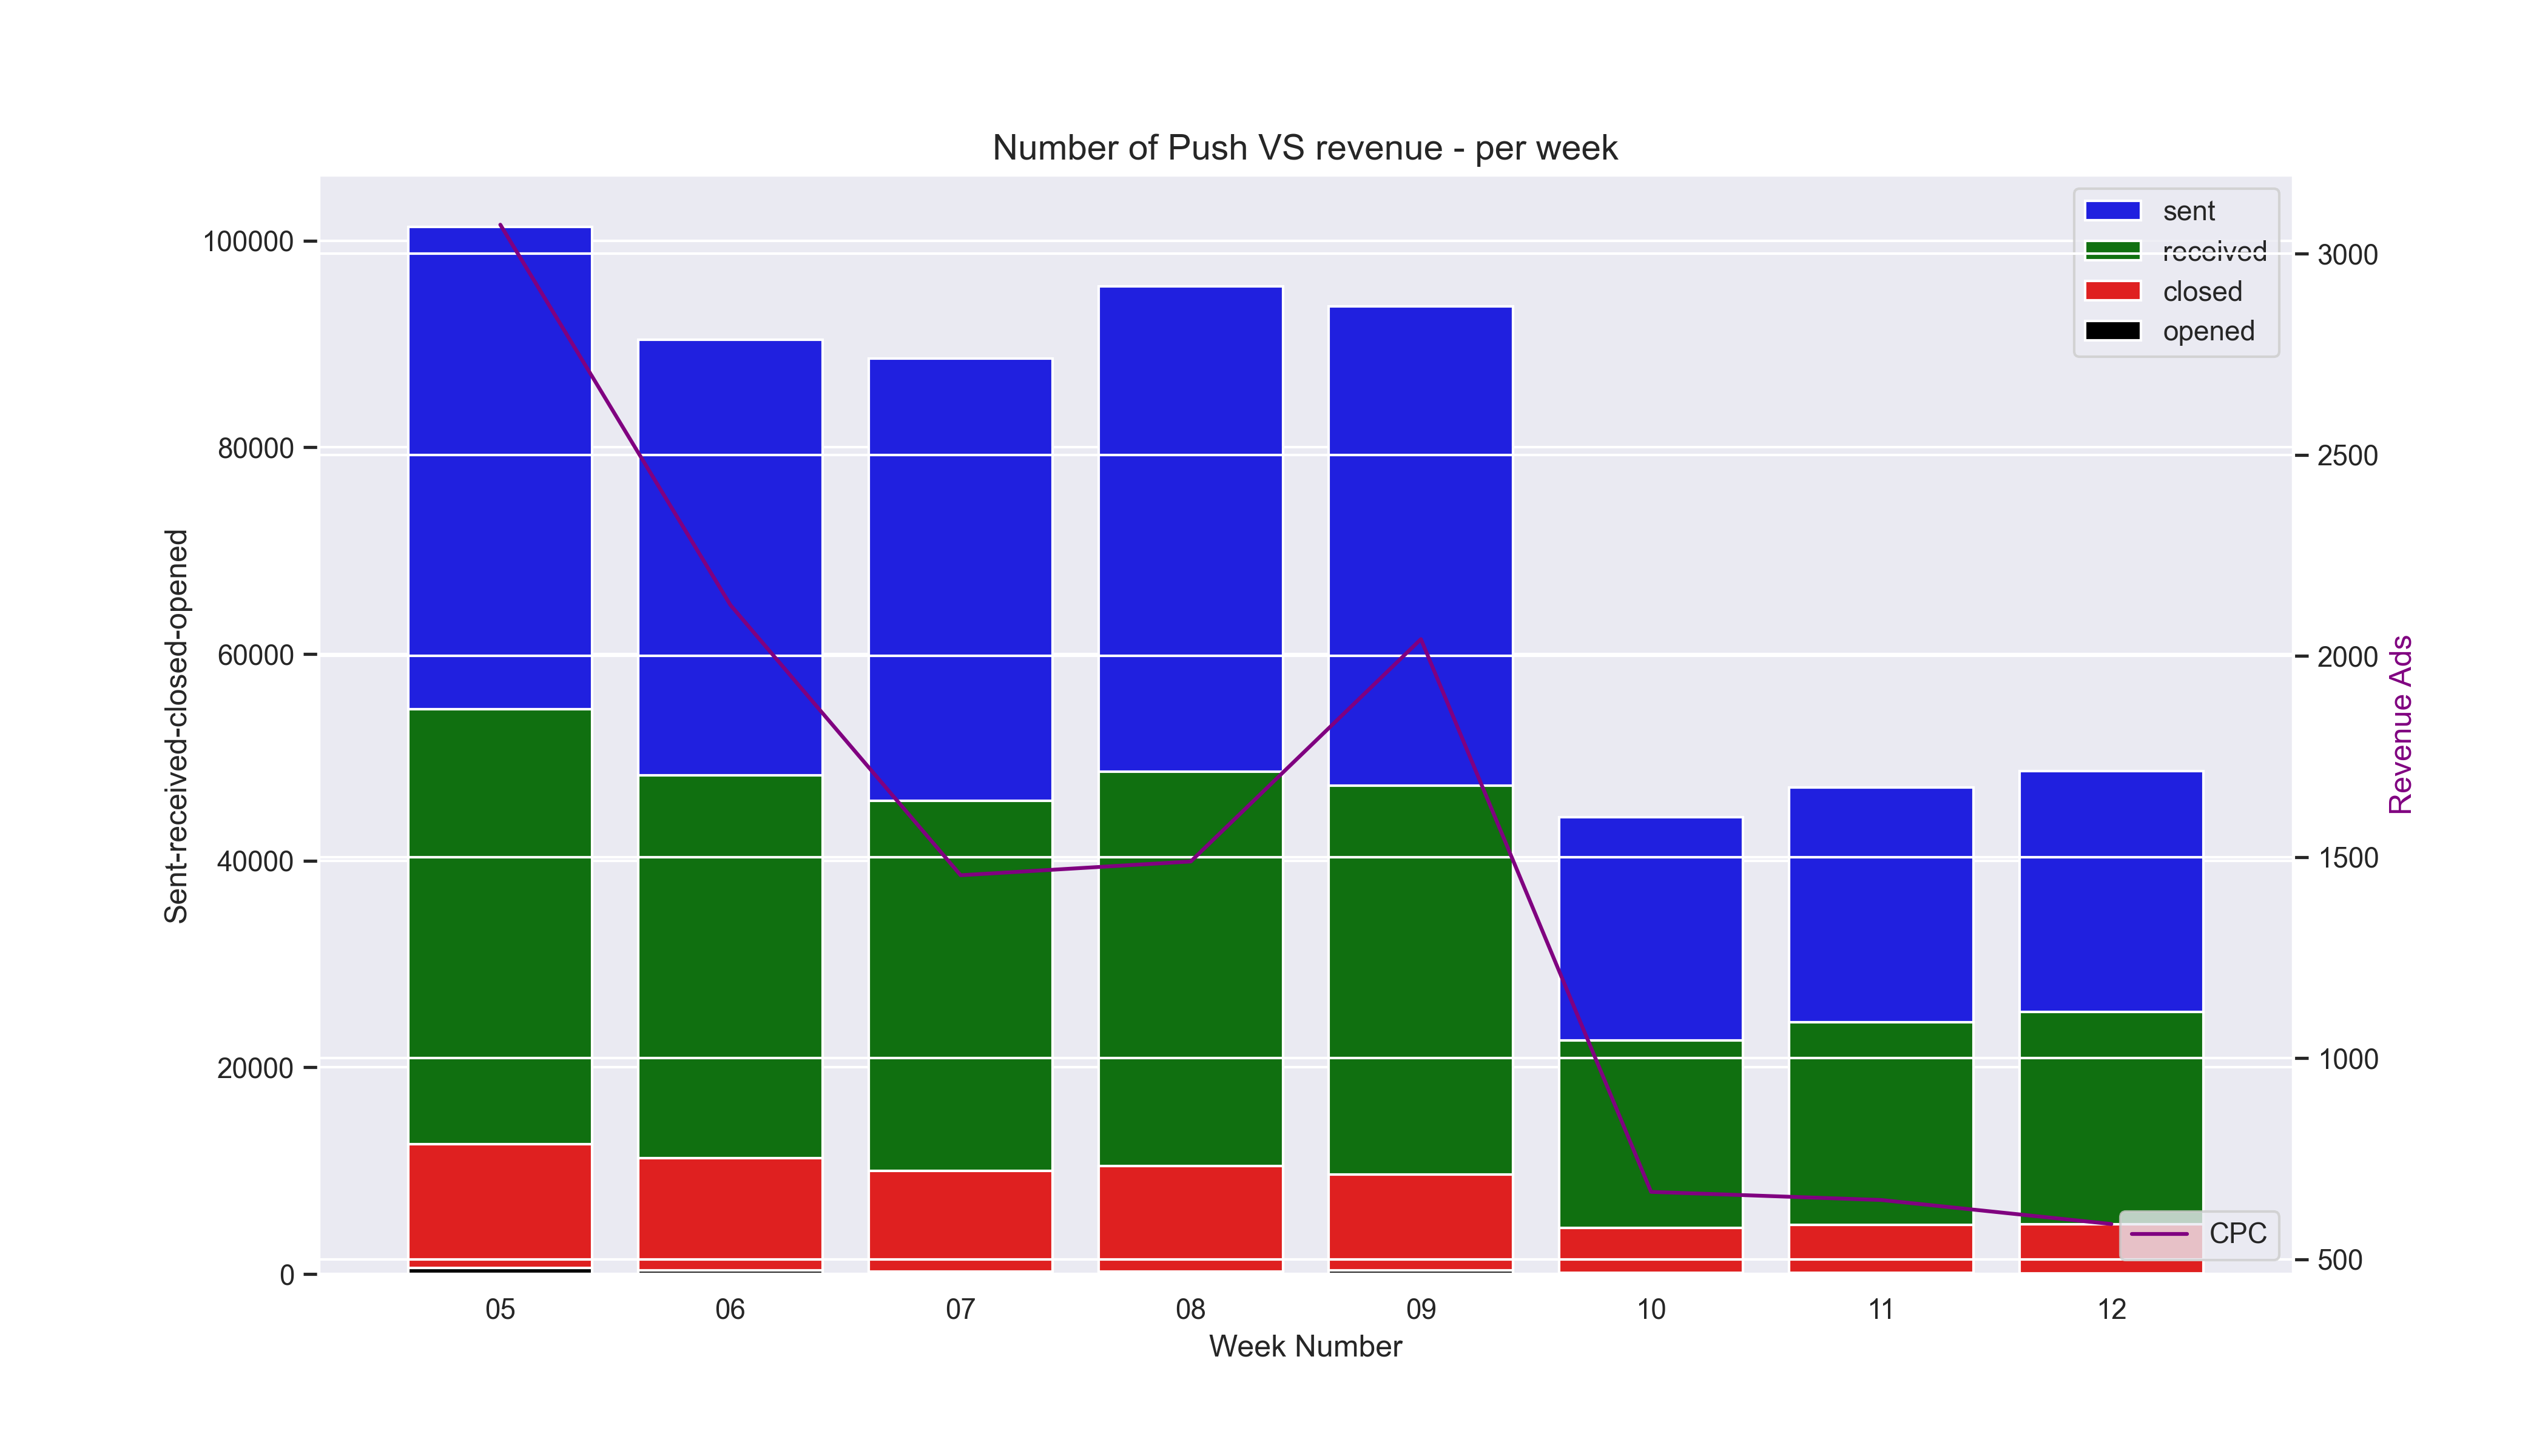 Number of Push VS revenue - per week
sent
received
closed
opened
100000
80000
60000
40000
20000
0
Sent-received-closed-opened
3000
2500
2000
1500
1000
500
Revenue Ads
CPC
05 06 07 08 09 10 11 12
Week Number